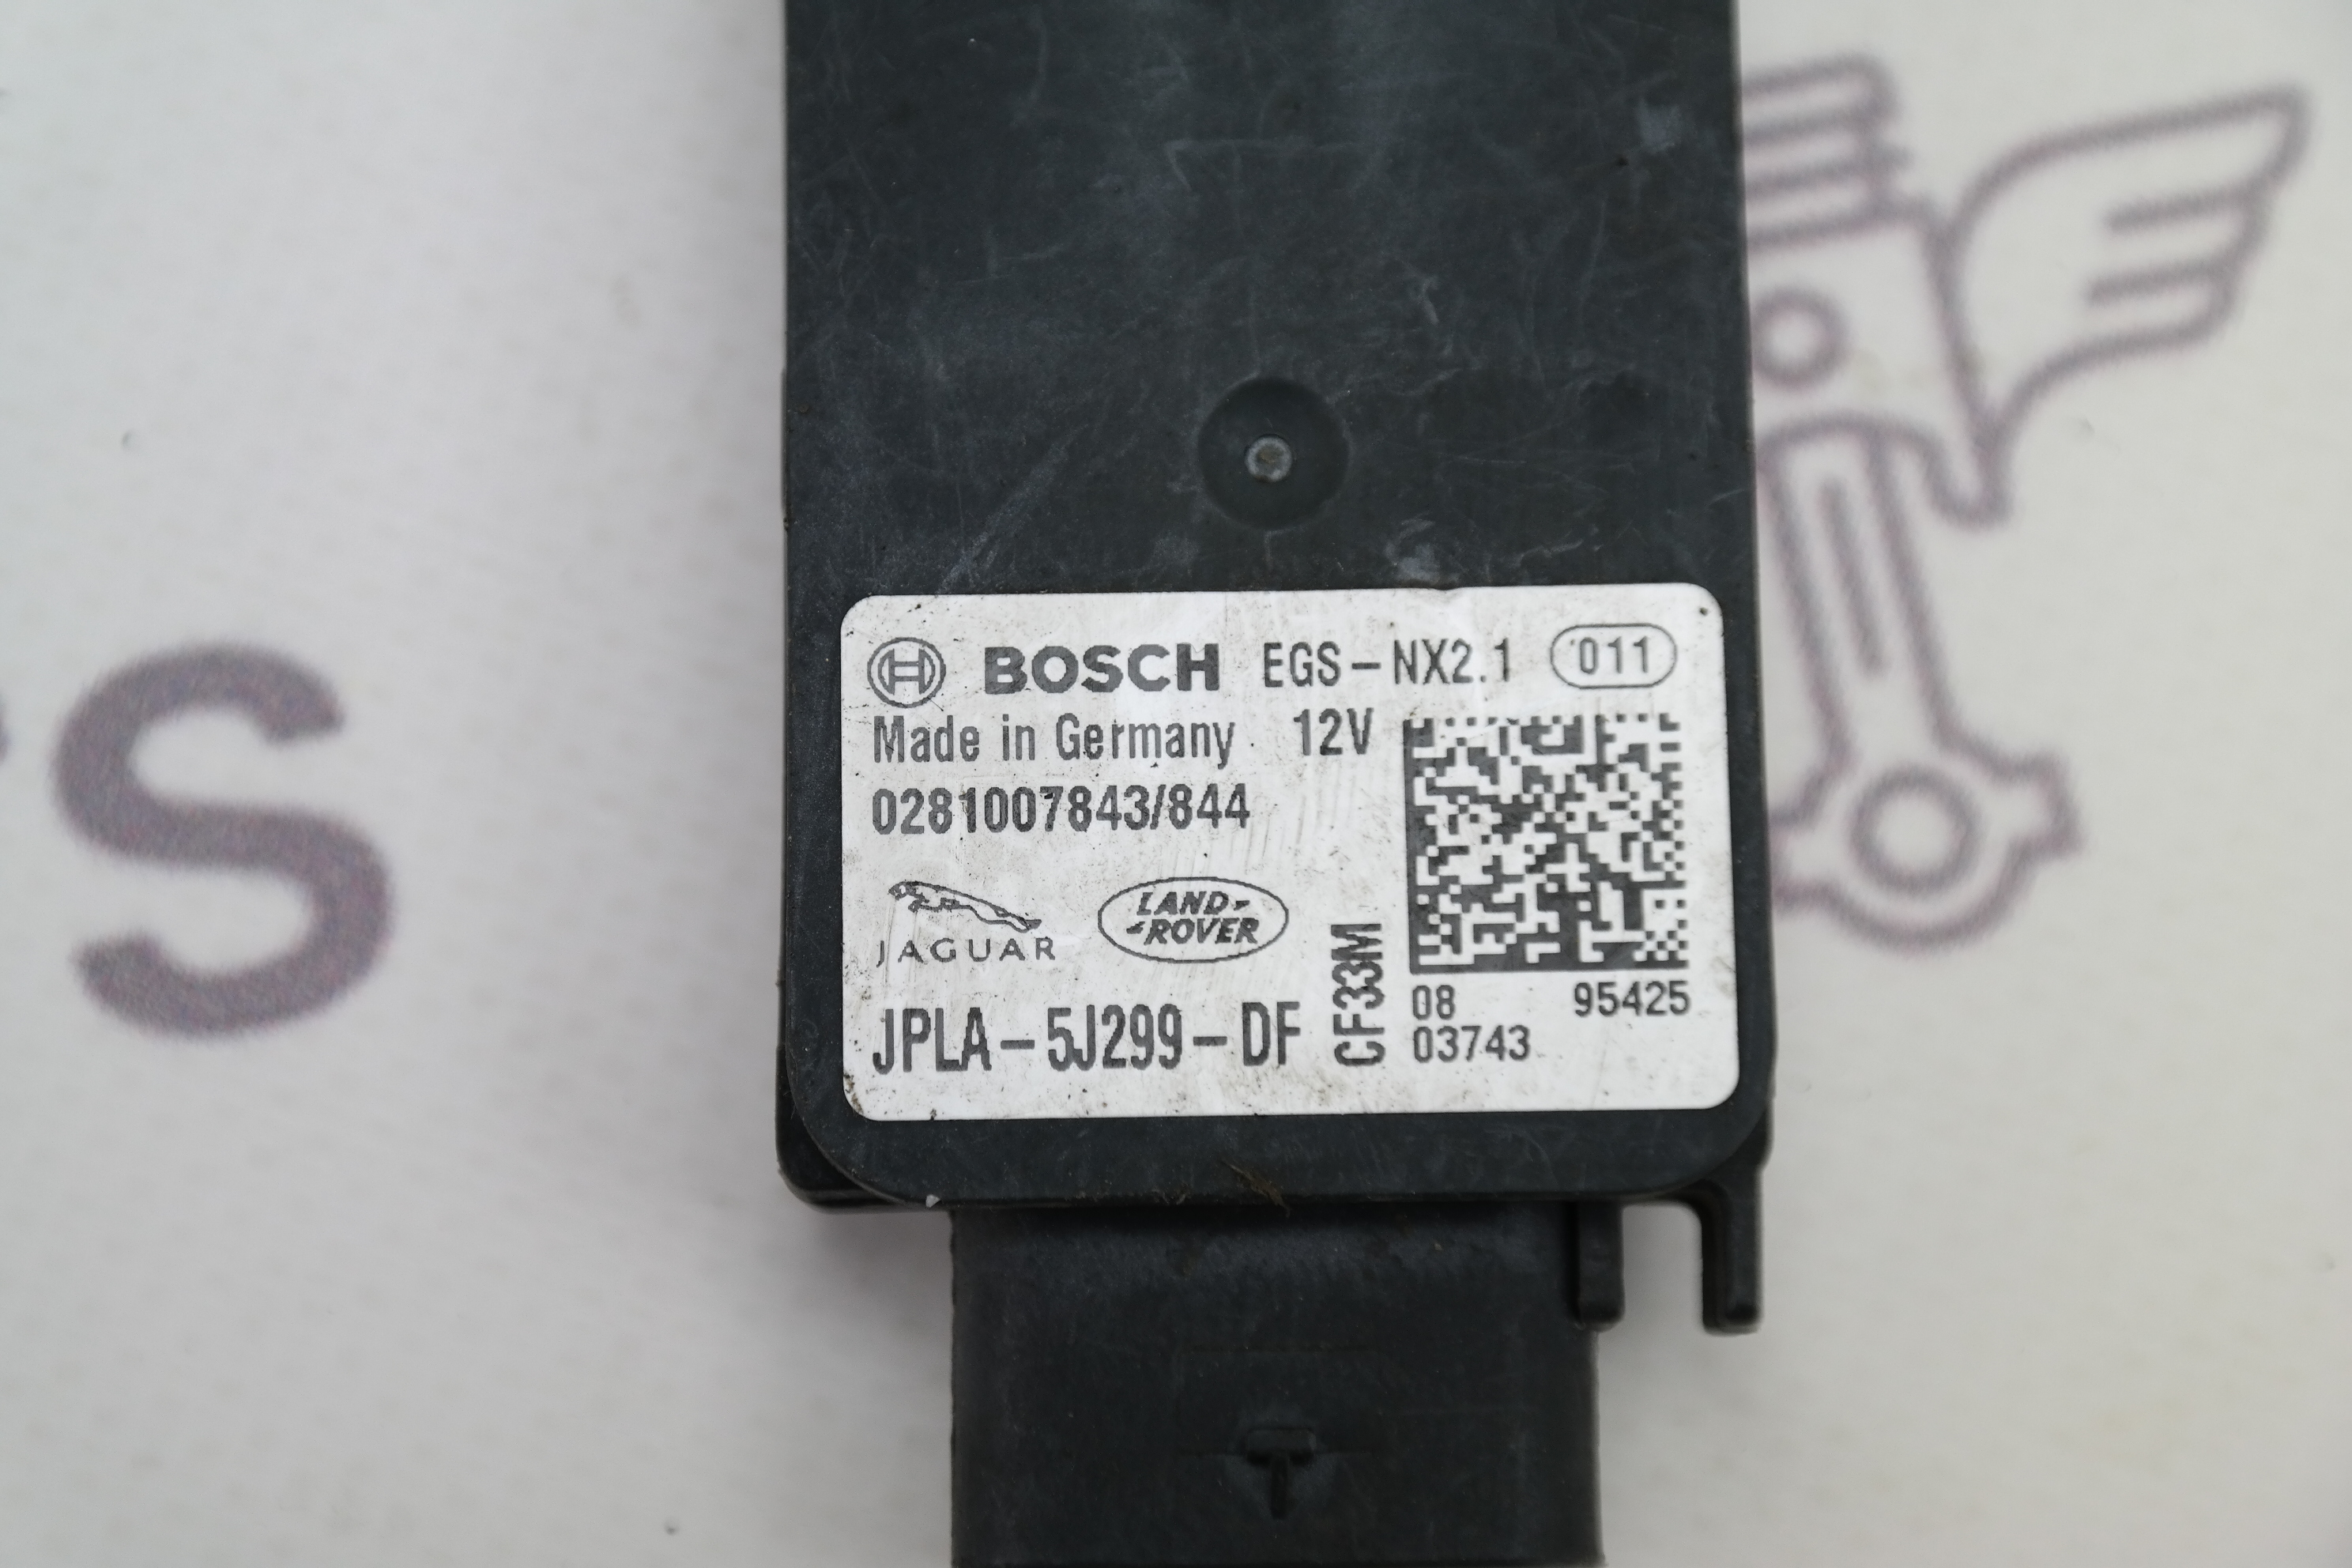 BOSCH EGS-NX2.1 011
Made in Germany 12V
0281007843/844
JAGUAR
LAND-
-ROVER
JPLA-5J299-DF
CF33M
08 95425
03743
S